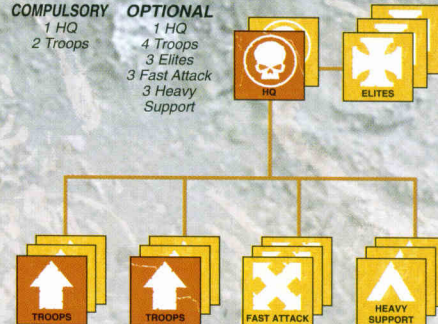 COMPULSORY
1 HQ
2 Troops
OPTIONAL
1 HQ
4 Troops
3 Elites
3 Fast Attack
3 Heavy
Support
HQ
ELITES
TROOPS
TROOPS
FAST ATTACK
HEAVY
SUPPORT